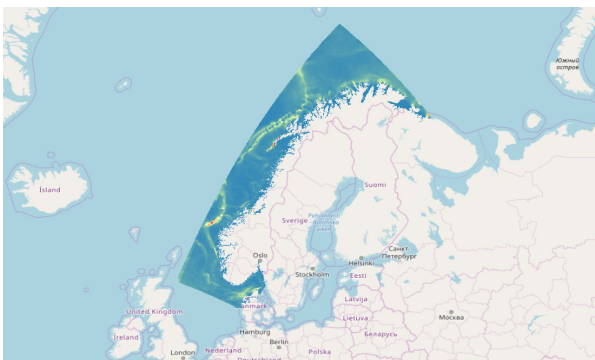 Южный
остров
Ísland
Suomi
Sverige
Oslo
Helsinki
Санкт-
Петербург
Stockholm
Eesti
Latvija
United Kingdom
Lietuva
Москва
Ireland
Hamburg
Беларусь
Nederland
Berlin
London
Polska